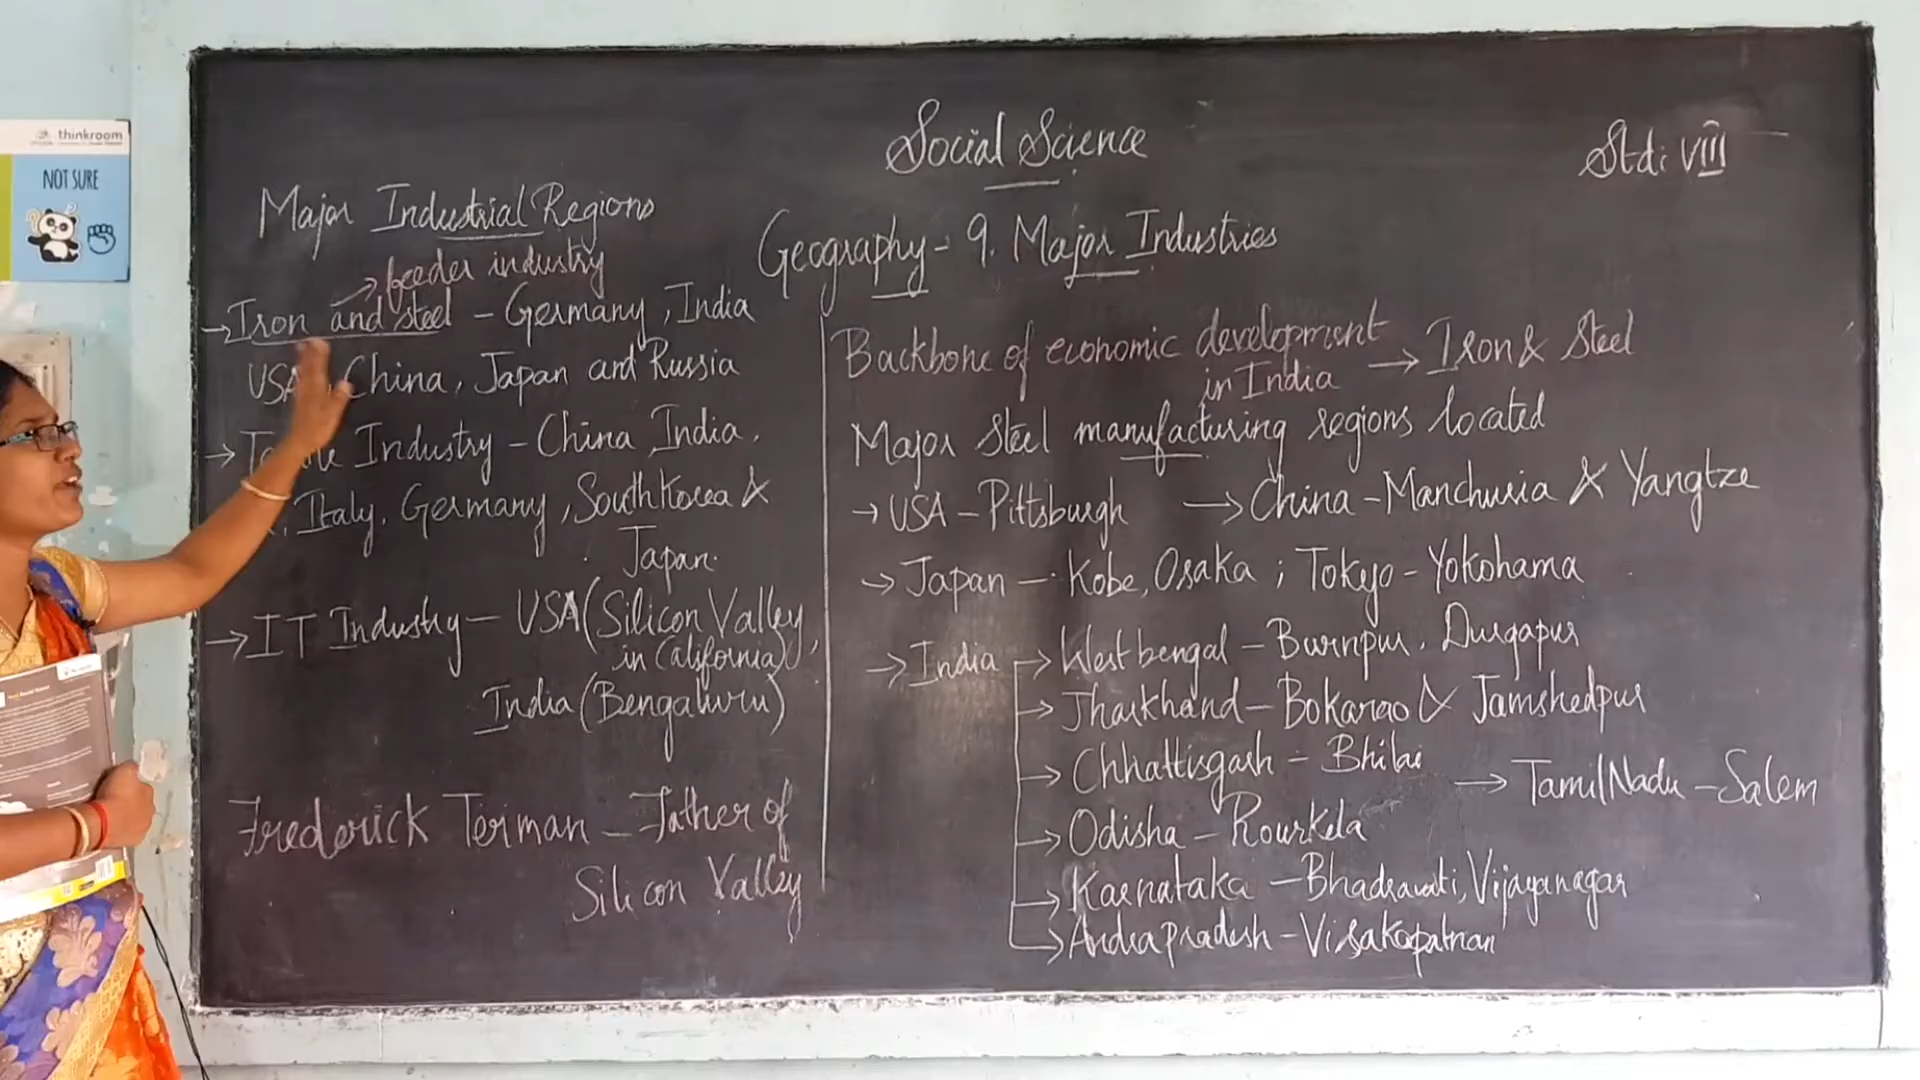 thinkroom
NOT SURE
Social Science
Std: VIII
Geography - 9. Major Industries
Major Industrial Regions
→ feeder industry
→ Iron and steel - Germany, India
USA, China, Japan and Russia
→ Industry - China India,
Italy, Germany, South Korea &
Japan.
→ IT Industry - USA (Silicon Valley
in California),
India (Bengaluru)
Frederick Terman - Father of
Silicon Valley
Backbone of economic development
in India → Iron & Steel
Major Steel manufacturing regions located
→ USA - Pittsburgh → China - Manchuria & Yangtze
→ Japan - Kobe, Osaka ; Tokyo - Yokohama
→ India → West bengal - Burnpur, Durgapur
→ Jharkhand - Bokarao & Jamshedpur
→ Chhattisgarh - Bhilai
→ TamilNadu - Salem
→ Odisha - Rourkela
→ Karnataka - Bhadravati, Vijayanagar
→ Andrapradesh - Visakapatnan